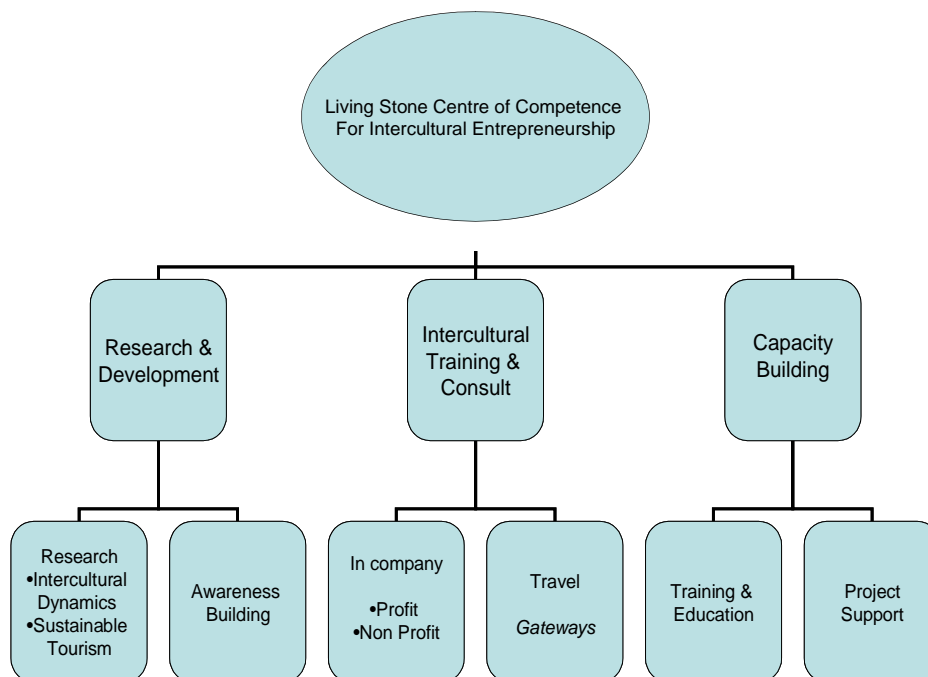 Living Stone Centre of Competence
For Intercultural Entrepreneurship
Research &
Development
Intercultural
Training &
Consult
Capacity
Building
Research
•Intercultural
Dynamics
•Sustainable
Tourism
Awareness
Building
In company
•Profit
•Non Profit
Travel
Gateways
Training &
Education
Project
Support